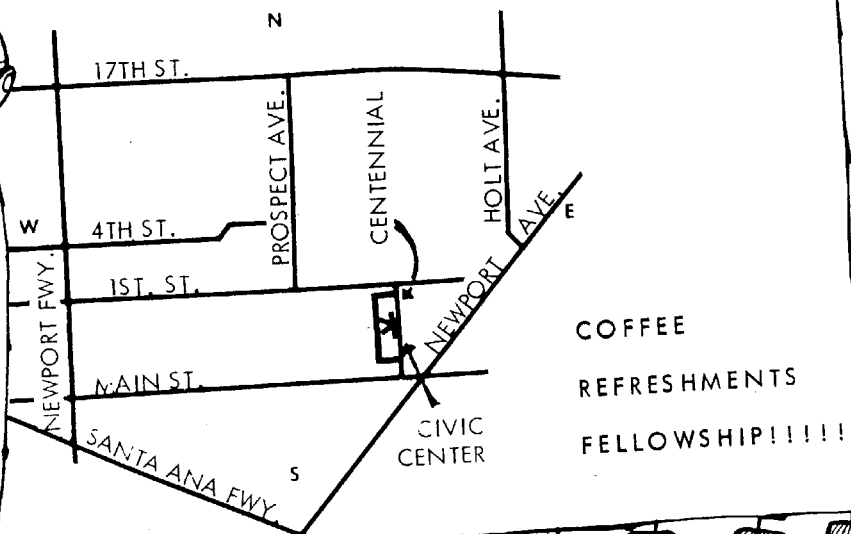 N
17TH ST.
PROSPECT AVE.
CENTENNIAL
HOLT AVE.
W
4TH ST.
NEWPORT AVE.
E
1ST. ST.
NEWPORT FWY.
MAIN ST.
SANTA ANA FWY.
S
CIVIC
CENTER
COFFEE
REFRESHMENTS
FELLOWSHIP!!!!!